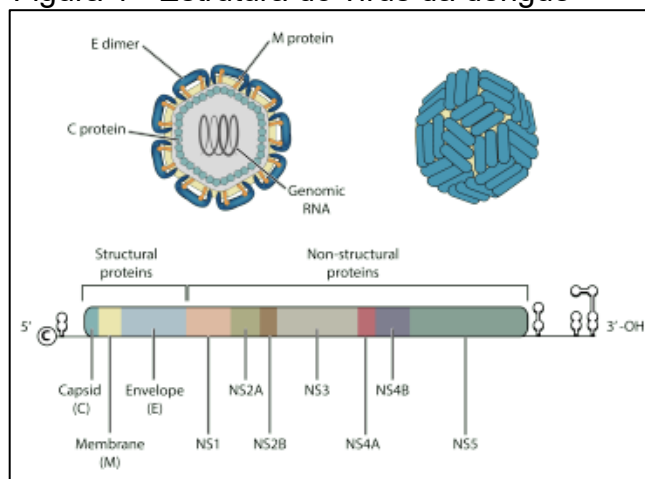 Figura 1 - Estrutura do vírus da dengue
E dimer
M protein
C protein
Genomic
RNA
Structural
proteins
Non-structural
proteins
5'
C
3'-OH
Capsid
(C)
Envelope
(E)
NS2A
NS3
NS4B
Membrane
(M)
NS1
NS2B
NS4A
NS5